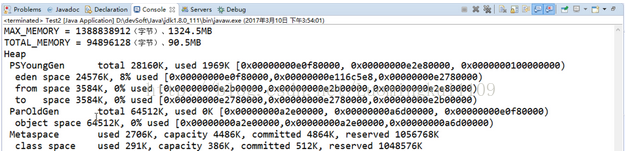 Problems @ Javadoc Declaration Console Servers Debug
<terminated> Test2 [Java Application] D:\devSoft\Java\jdk1.8.0_111\bin\javaw.exe (2017年3月10日 下午3:54:01)
MAX_MEMORY = 1388838912（字节）、1324.5MB
TOTAL_MEMORY = 94896128（字节）、90.5MB
Heap
PSYoungGen total 28160K, used 1969K [0x00000000e0f80000, 0x00000000e2e80000, 0x0000000100000000)
eden space 24576K, 8% used [0x00000000e0f80000,0x00000000e116c5e8,0x00000000e2780000)
from space 3584K, 0% used [0x00000000e2b00000,0x00000000e2b00000,0x00000000e2e80000)
to space 3584K, 0% used [0x00000000e2780000,0x00000000e2780000,0x00000000e2b00000)
ParOldGen total 64512K, used 0K [0x00000000a2e00000, 0x00000000a6d00000, 0x00000000e0f80000)
object space 64512K, 0% used [0x00000000a2e00000,0x00000000a2e00000,0x00000000a6d00000)
Metaspace used 2706K, capacity 4486K, committed 4864K, reserved 1056768K
class space used 291K, capacity 386K, committed 512K, reserved 1048576K